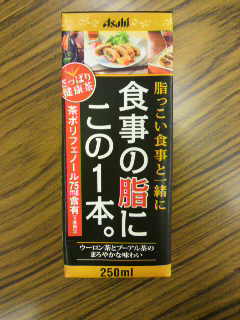 Asahi
さっぱり
健康茶
脂っこい食事と一緒に
食事の脂に
この1本。
茶ポリフェノール
75mg含有
ウーロン茶とプーアル茶の
まろやかな味わい
250ml